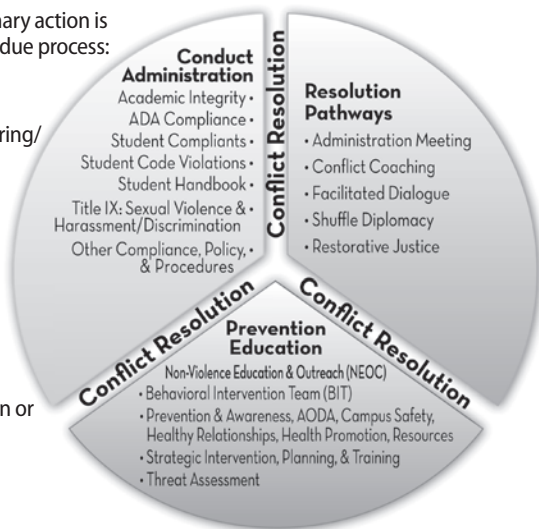 nary action is
due process:
ring/
n or
Conduct
Administration
Academic Integrity •
ADA Compliance •
Student Compliants •
Student Code Violations •
Student Handbook •
Title IX: Sexual Violence & •
Harassment/Discrimination
Other Compliance, Policy, •
& Procedures
Conflict Resolution
Resolution
Pathways
• Administration Meeting
• Conflict Coaching
• Facilitated Dialogue
• Shuffle Diplomacy
• Restorative Justice
Conflict Resolution
Conflict Resolution
Prevention
Education
Non-Violence Education & Outreach (NEOC)
• Behavioral Intervention Team (BIT)
• Prevention & Awareness, AODA, Campus Safety,
Healthy Relationships, Health Promotion, Resources
• Strategic Intervention, Planning, & Training
• Threat Assessment